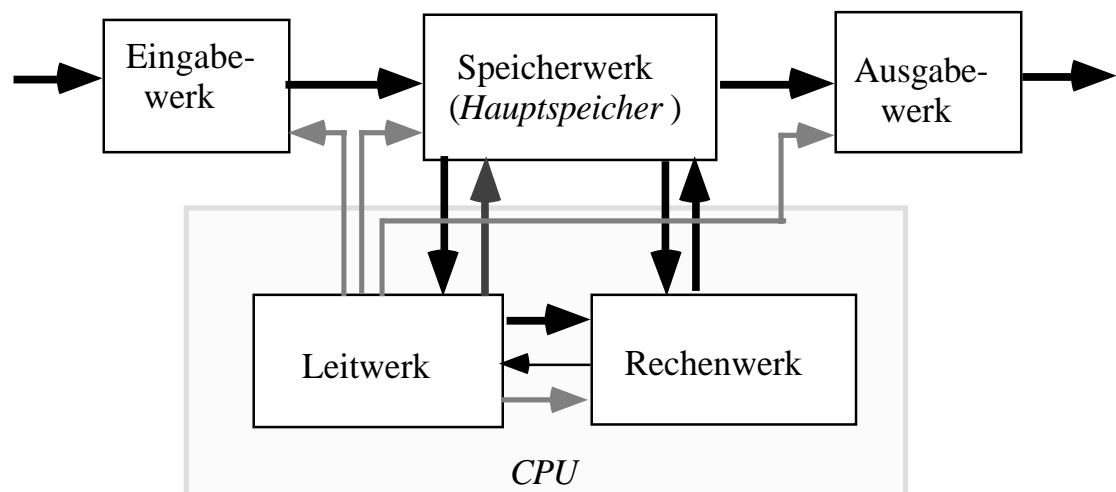 Eingabe-
werk
Speicherwerk
(Hauptspeicher )
Ausgabe-
werk
Leitwerk
Rechenwerk
CPU